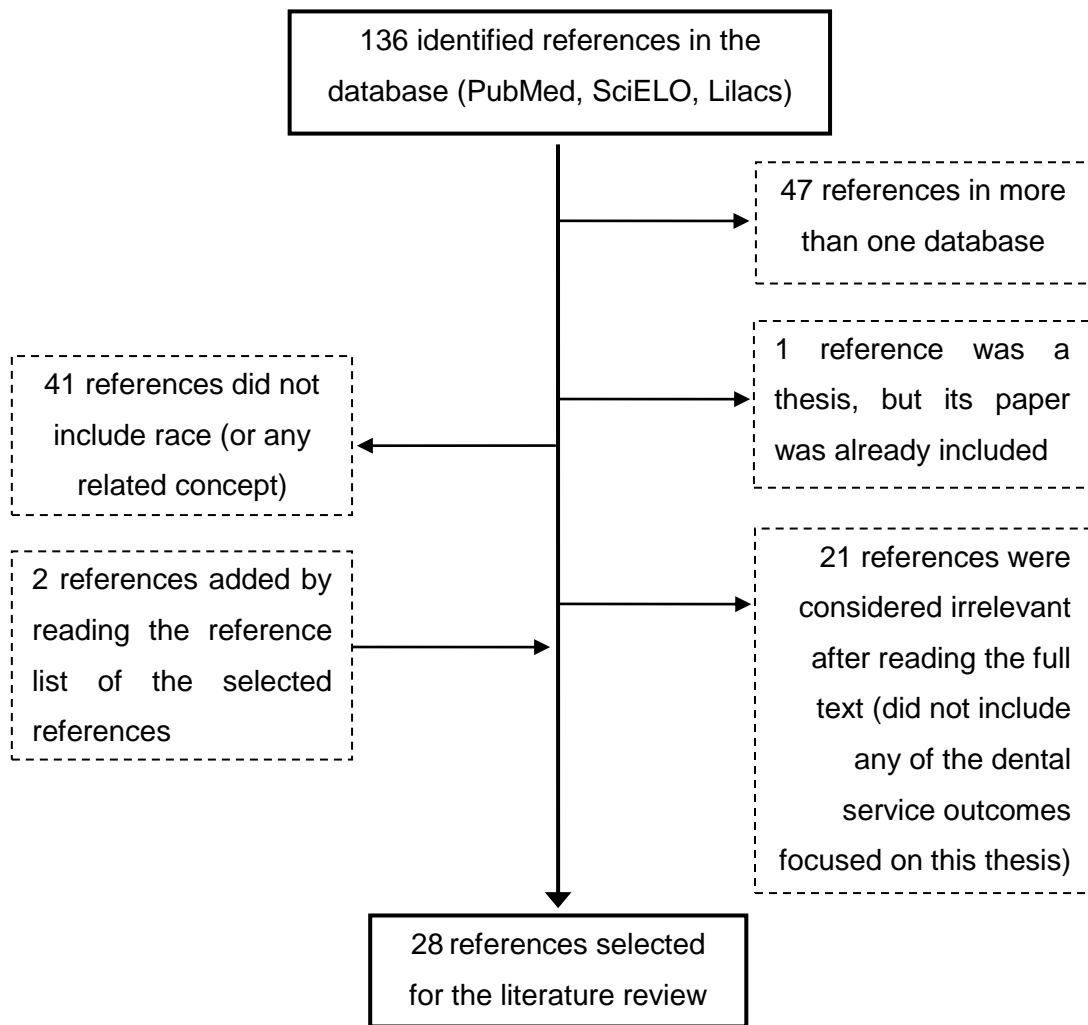 136 identified references in the
database (PubMed, SciELO, Lilacs)
47 references in more
than one database
1 reference was a
thesis, but its paper
was already included
41 references did not
include race (or any
related concept)
21 references were
considered irrelevant
after reading the full
text (did not include
any of the dental
service outcomes
focused on this thesis)
2 references added by
reading the reference
list of the selected
references
28 references selected
for the literature review